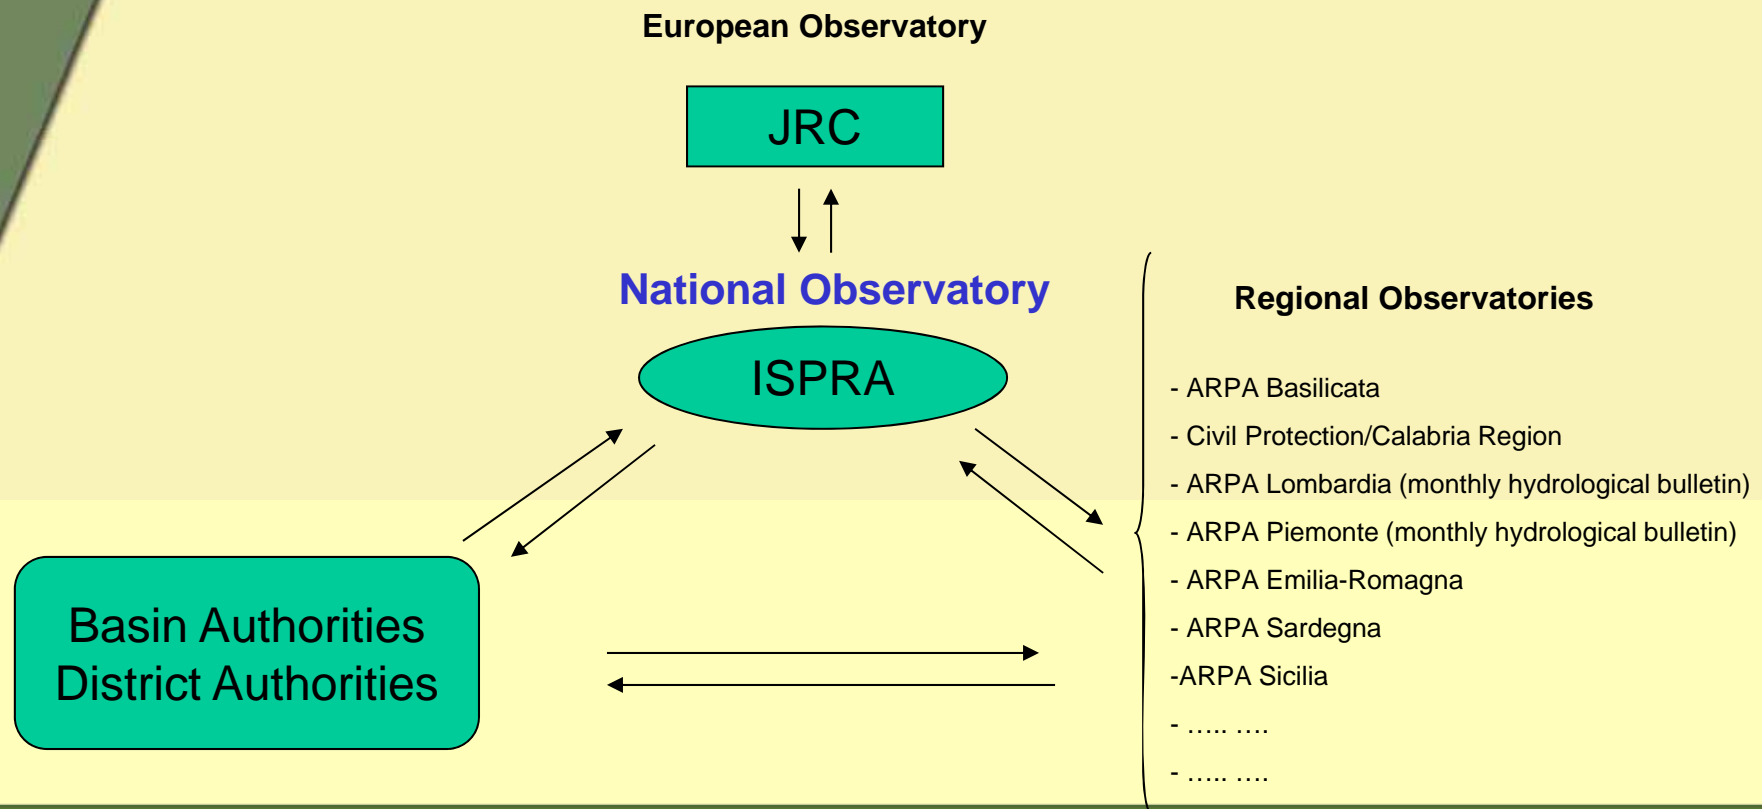 European Observatory
JRC
National Observatory
ISPRA
Basin Authorities
District Authorities
Regional Observatories
- ARPA Basilicata
- Civil Protection/Calabria Region
- ARPA Lombardia (monthly hydrological bulletin)
- ARPA Piemonte (monthly hydrological bulletin)
- ARPA Emilia-Romagna
- ARPA Sardegna
-ARPA Sicilia
- ….. ….
- ….. ….